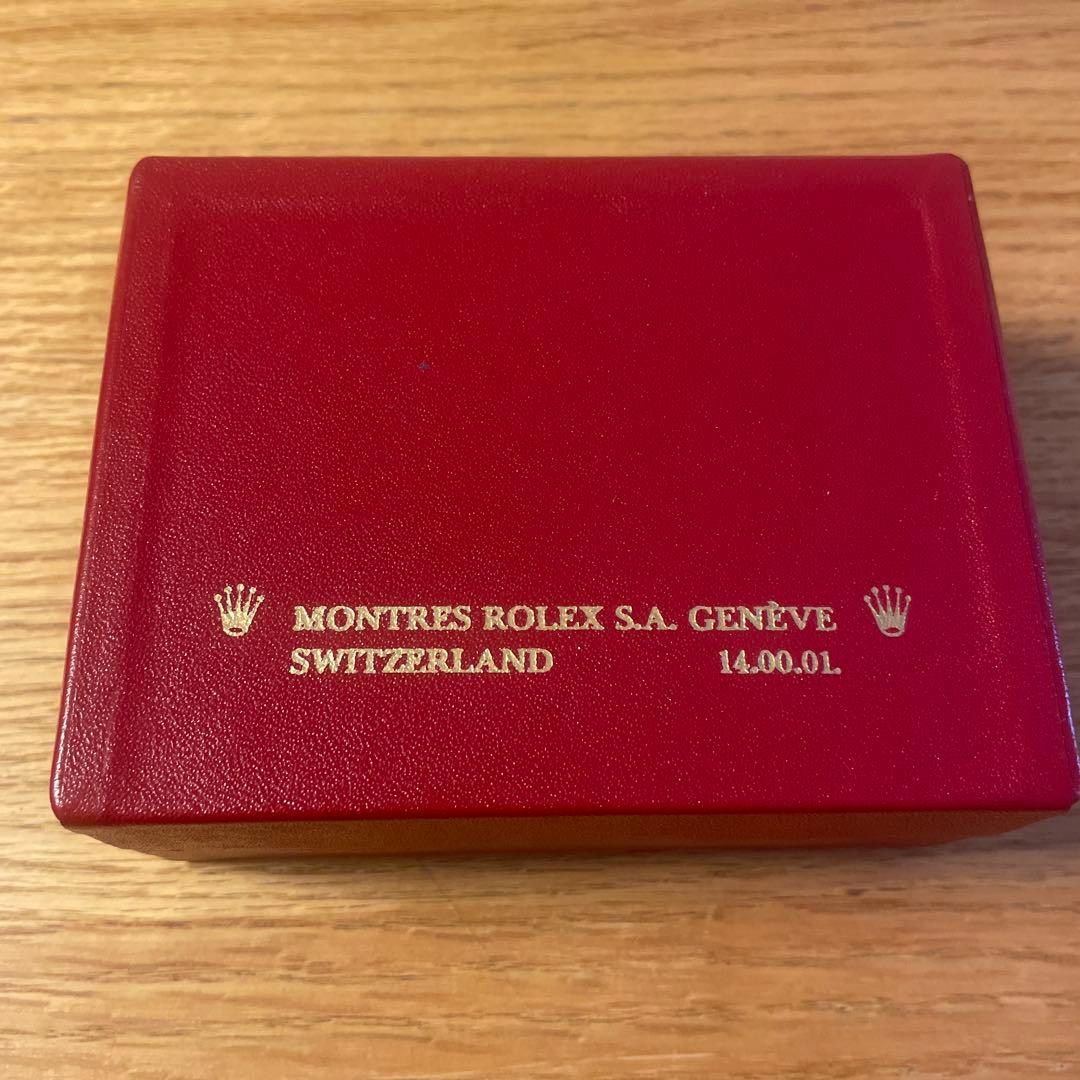 MONTRES ROLEX S.A. GENÈVE
SWITZERLAND 14.00.01.